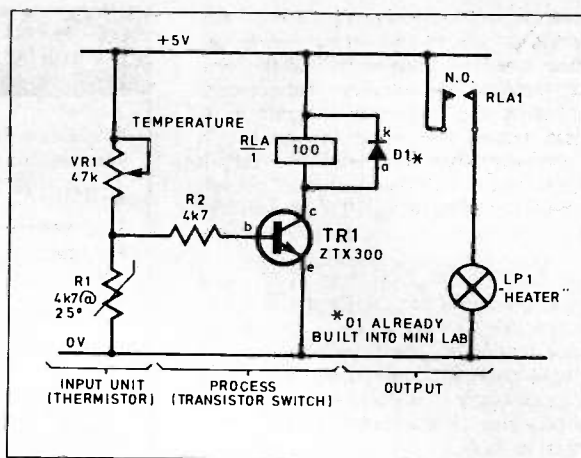 +5V
N.O.
RLA1
TEMPERATURE
VR1
47k
RLA
1
100
k
D1*
a
R2
4k7
b
c
e
TR1
ZTX300
R1
4k7@
25°
LP1
"HEATER"
*D1 ALREADY
BUILT INTO MINI LAB
0V
INPUT UNIT
(THERMISTOR)
PROCESS
(TRANSISTOR SWITCH)
OUTPUT